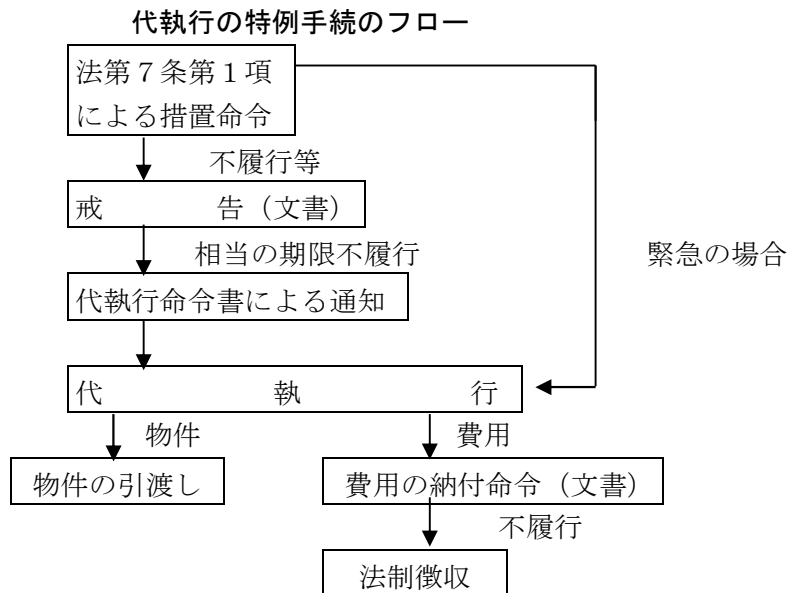 代執行の特例手続のフロー
法第７条第１項
による措置命令
不履行等
戒　　　　告（文書）
相当の期限不履行
緊急の場合
代執行命令書による通知
代　　　　　執　　　　　行
物件
費用
物件の引渡し
費用の納付命令（文書）
不履行
法制徴収